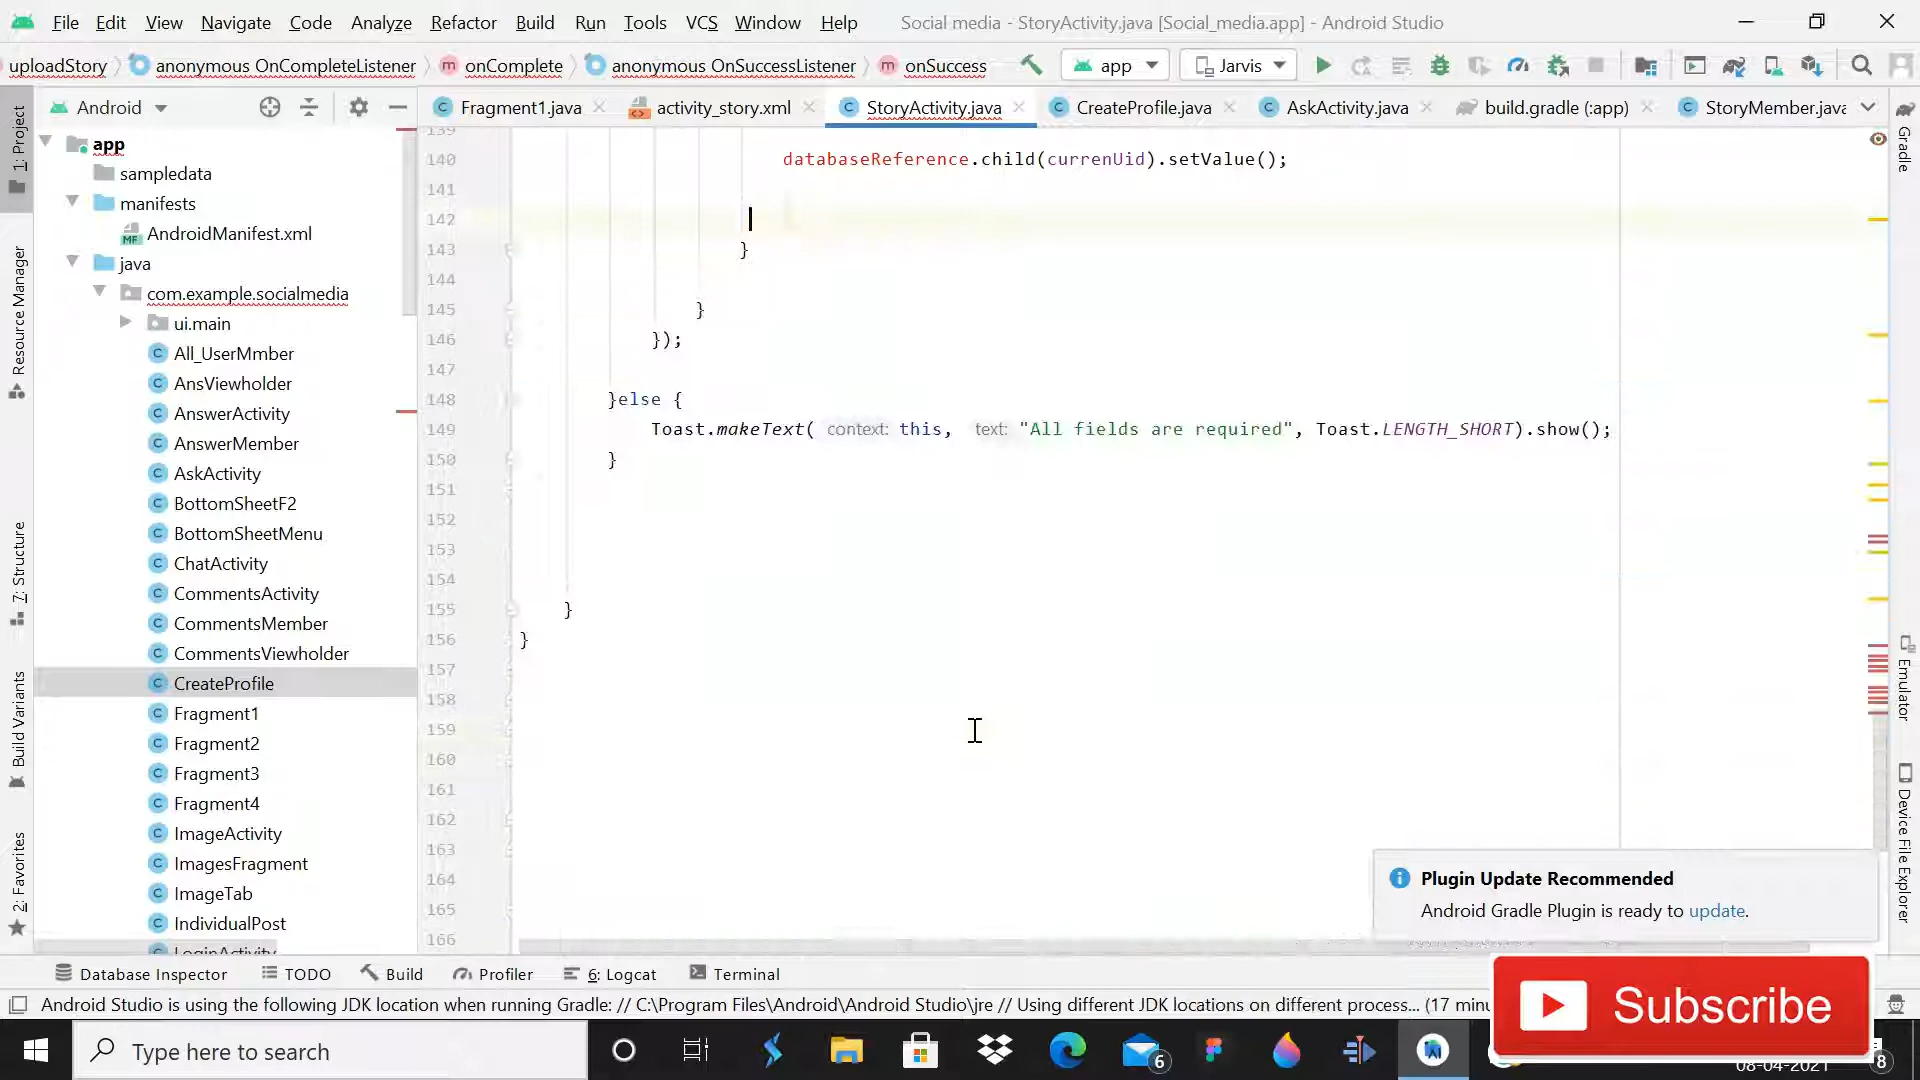 File Edit View Navigate Code Analyze Refactor Build Run Tools VCS Window Help Social media - StoryActivity.java [Social_media.app] - Android Studio
uploadStory anonymous OnCompleteListener onComplete anonymous OnSuccessListener onSuccess app Jarvis
Android Fragment1.java activity_story.xml StoryActivity.java CreateProfile.java AskActivity.java build.gradle (:app) StoryMember.java
1: Project
Resource Manager
7: Structure
Build Variants
2: Favorites
app
sampledata
manifests
AndroidManifest.xml
java
com.example.socialmedia
ui.main
All_UserMmber
AnsViewholder
AnswerActivity
AnswerMember
AskActivity
BottomSheetF2
BottomSheetMenu
ChatActivity
CommentsActivity
CommentsMember
CommentsViewholder
CreateProfile
Fragment1
Fragment2
Fragment3
Fragment4
ImageActivity
ImagesFragment
ImageTab
IndividualPost
LoginActivity
139
140 databaseReference.child(currenUid).setValue();
141
142
143 }
144
145 }
146 });
147
148 }else {
149 Toast.makeText( context: this, text: "All fields are required", Toast.LENGTH_SHORT).show();
150 }
151
152
153
154
155 }
156 }
157
158
159
160
161
162
163
164
165
166
Gradle
Emulator
Device File Explorer
Plugin Update Recommended
Android Gradle Plugin is ready to update.
Database Inspector TODO Build Profiler 6: Logcat Terminal
Android Studio is using the following JDK location when running Gradle: // C:\Program Files\Android\Android Studio\jre // Using different JDK locations on different process... (17 minu
Subscribe
Type here to search
6
08-04-2021
8